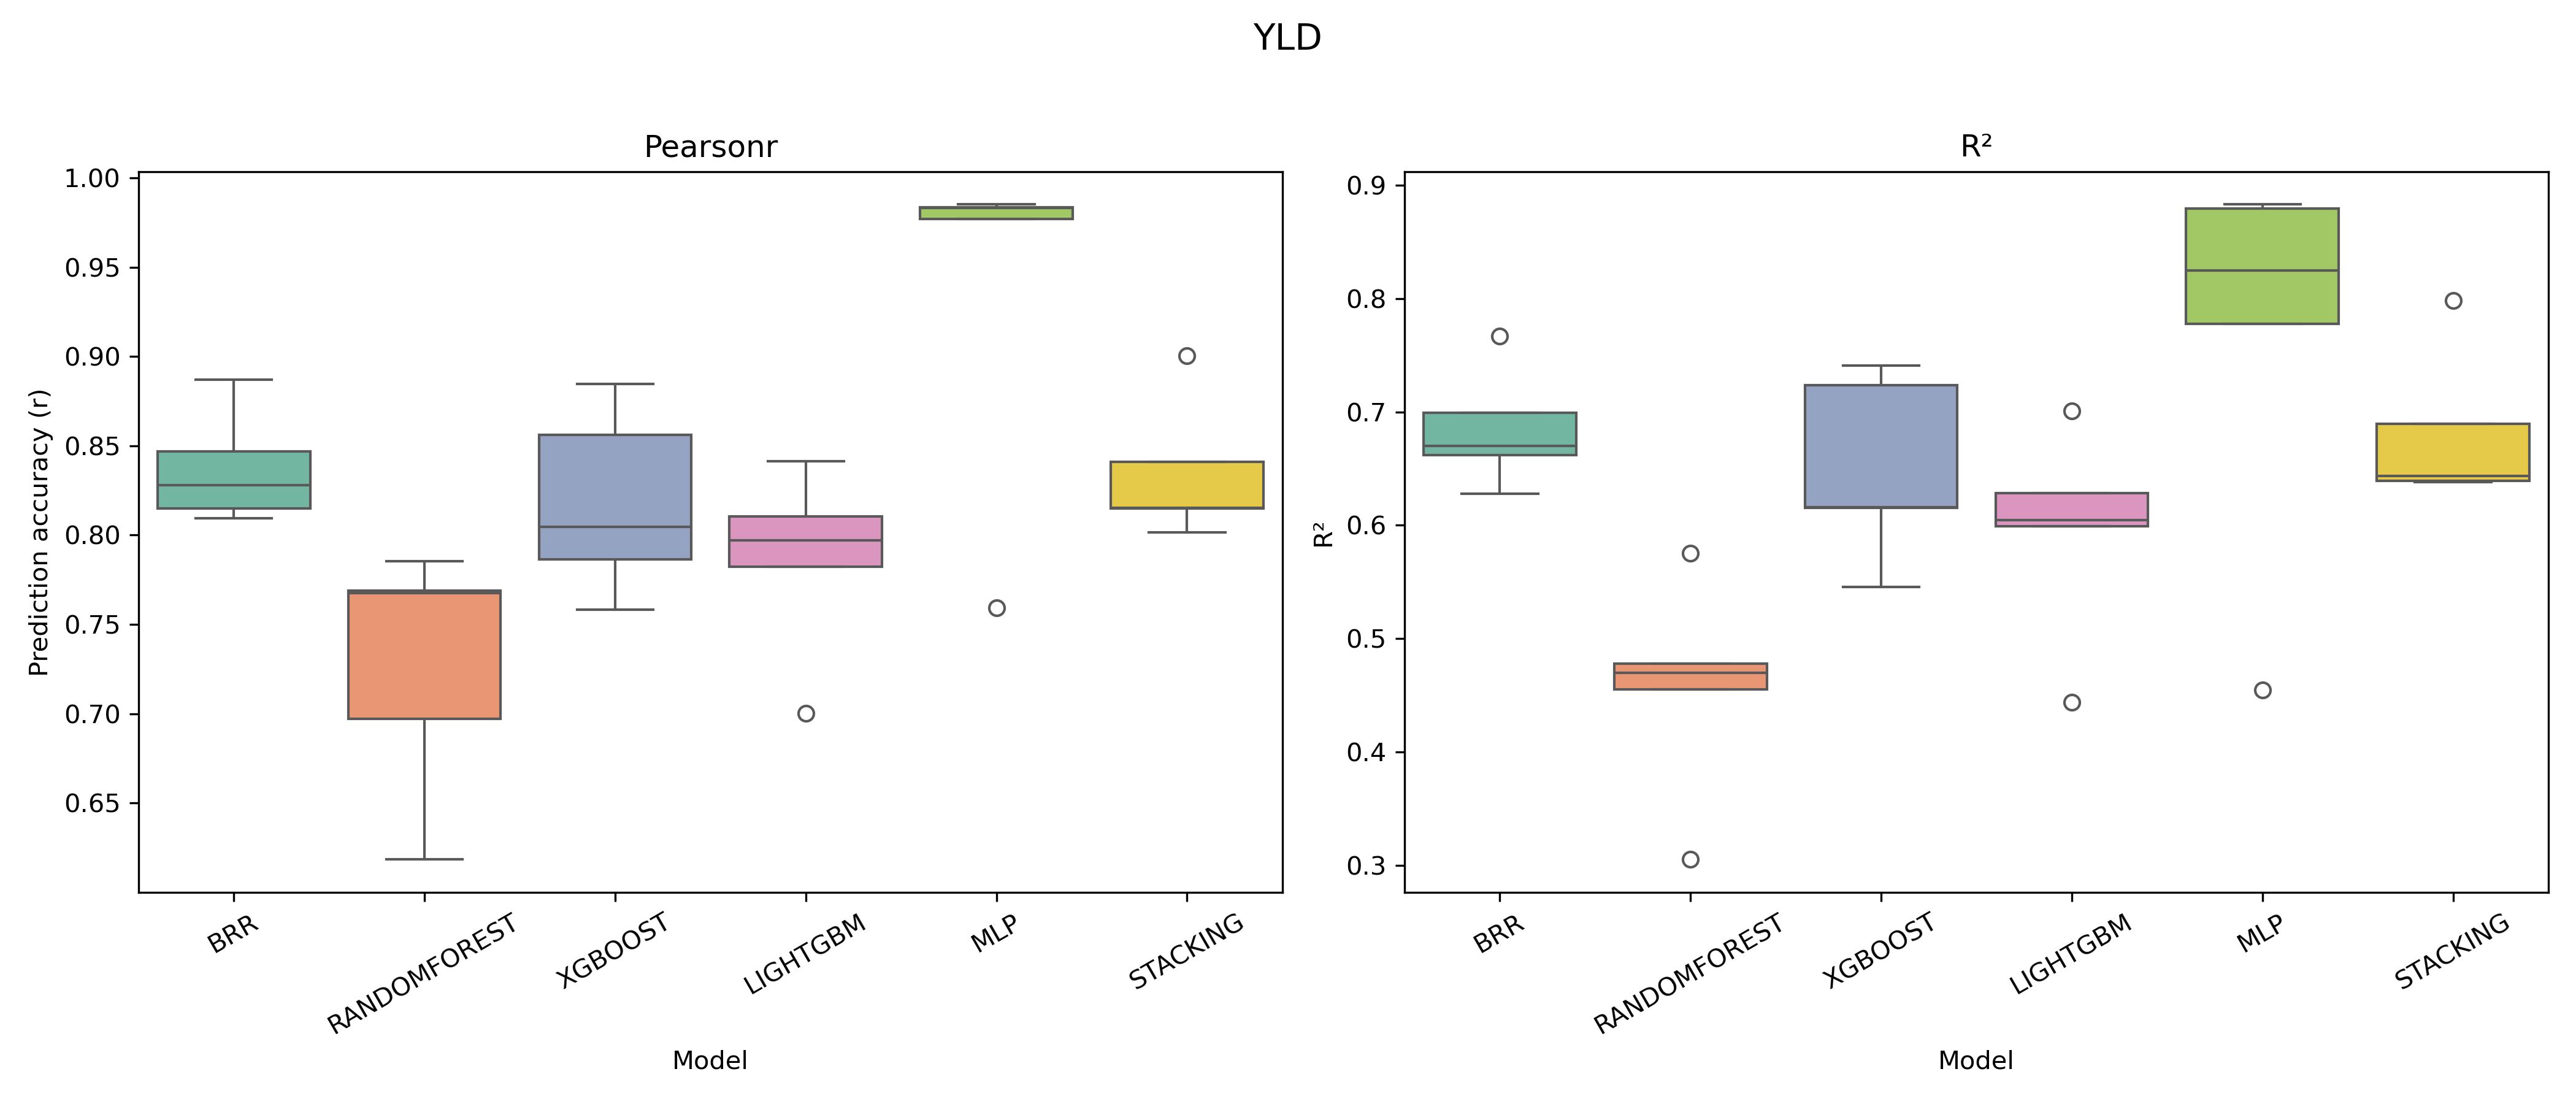 YLD
Pearsonr
Prediction accuracy (r)
1.00
0.95
0.90
0.85
0.80
0.75
0.70
0.65
BRR
RANDOMFOREST
XGBOOST
LIGHTGBM
MLP
STACKING
Model
R²
R²
0.9
0.8
0.7
0.6
0.5
0.4
0.3
BRR
RANDOMFOREST
XGBOOST
LIGHTGBM
MLP
STACKING
Model